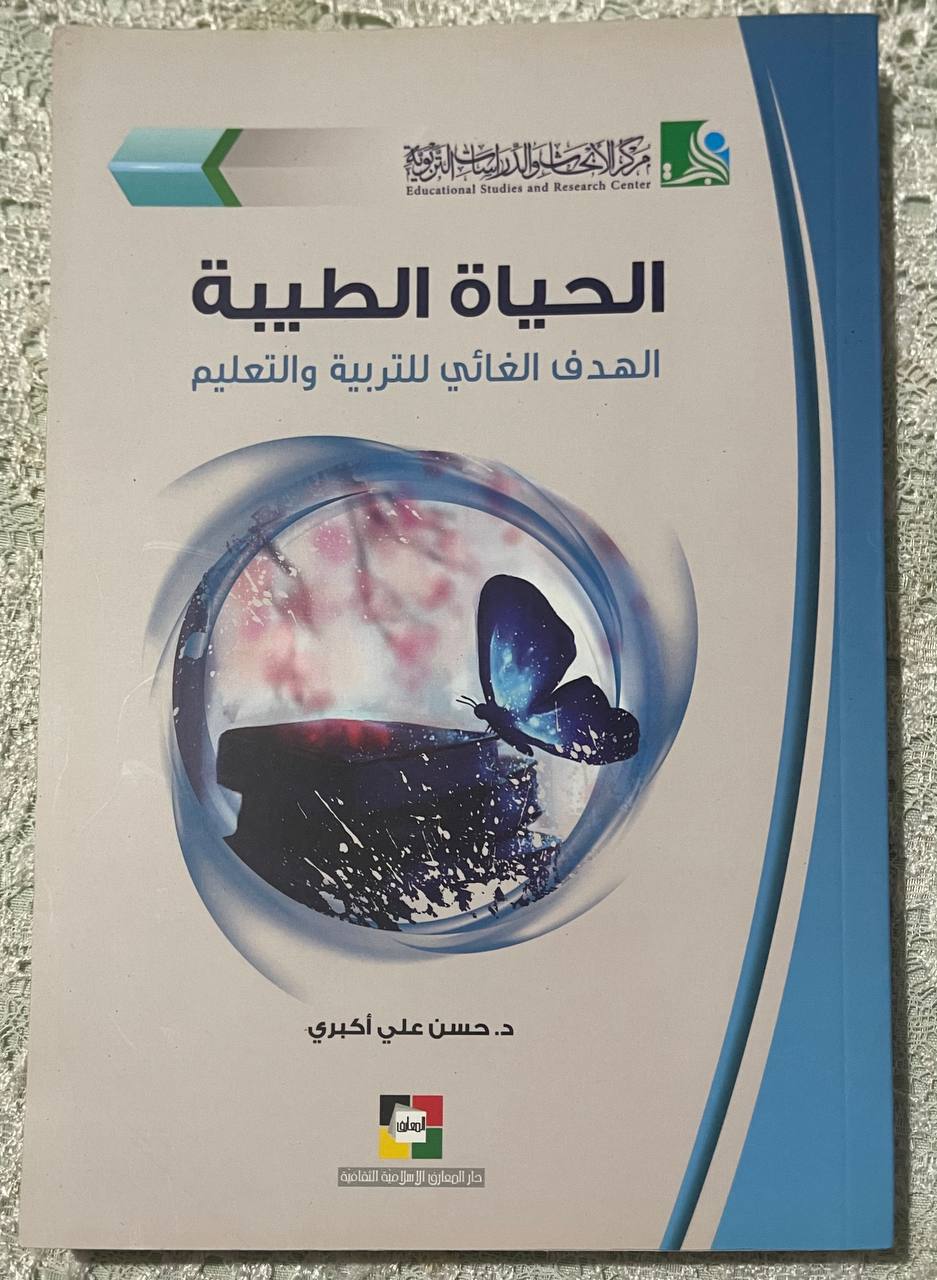 مركز الأبحاث والدراسات التربوية
Educational Studies and Research Center
الحياة الطيبة
الهدف الغائي للتربية والتعليم
د. حسن علي أكبري
المعارف
دار المعارف الإسلامية الثقافية